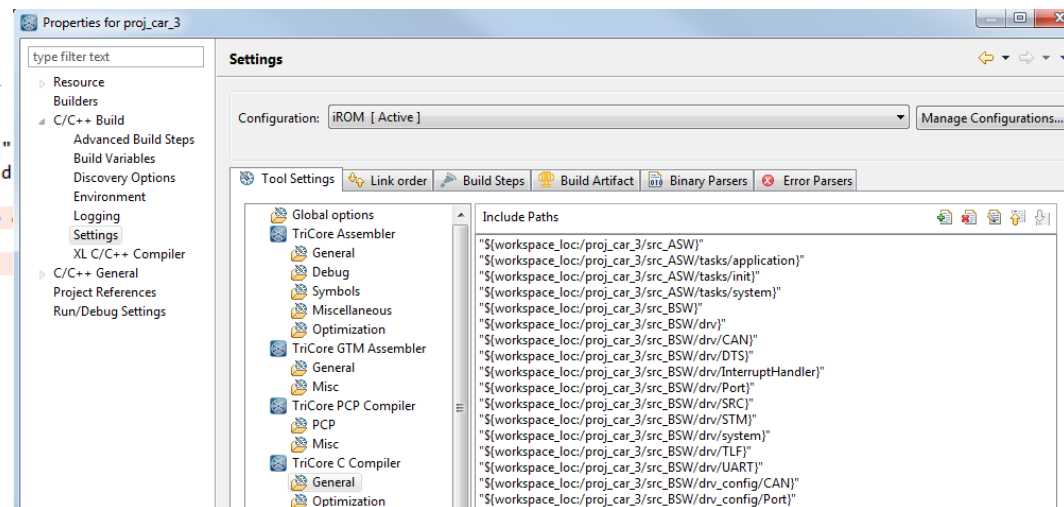 Properties for proj_car_3
type filter text
Resource
Builders
C/C++ Build
Advanced Build Steps
Build Variables
Discovery Options
Environment
Logging
Settings
XL C/C++ Compiler
C/C++ General
Project References
Run/Debug Settings
Settings
Configuration: iROM [ Active ] Manage Configurations...
Tool Settings Link order Build Steps Build Artifact Binary Parsers Error Parsers
Global options
TriCore Assembler
General
Debug
Symbols
Miscellaneous
Optimization
TriCore GTM Assembler
General
Misc
TriCore PCP Compiler
PCP
Misc
TriCore C Compiler
General
Optimization
Include Paths
"${workspace_loc:/proj_car_3/src_ASW}"
"${workspace_loc:/proj_car_3/src_ASW/tasks/application}"
"${workspace_loc:/proj_car_3/src_ASW/tasks/init}"
"${workspace_loc:/proj_car_3/src_ASW/tasks/system}"
"${workspace_loc:/proj_car_3/src_BSW}"
"${workspace_loc:/proj_car_3/src_BSW/drv}"
"${workspace_loc:/proj_car_3/src_BSW/drv/CAN}"
"${workspace_loc:/proj_car_3/src_BSW/drv/DTS}"
"${workspace_loc:/proj_car_3/src_BSW/drv/InterruptHandler}"
"${workspace_loc:/proj_car_3/src_BSW/drv/Port}"
"${workspace_loc:/proj_car_3/src_BSW/drv/SRC}"
"${workspace_loc:/proj_car_3/src_BSW/drv/STM}"
"${workspace_loc:/proj_car_3/src_BSW/drv/system}"
"${workspace_loc:/proj_car_3/src_BSW/drv/TLF}"
"${workspace_loc:/proj_car_3/src_BSW/drv/UART}"
"${workspace_loc:/proj_car_3/src_BSW/drv_config/CAN}"
"${workspace_loc:/proj_car_3/src_BSW/drv_config/Port}"